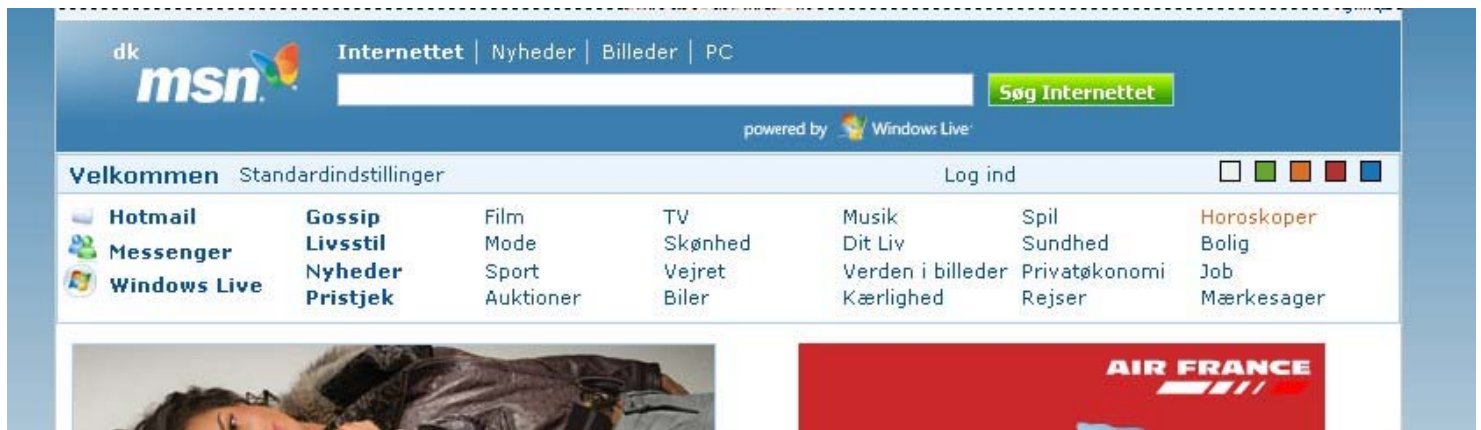 dk
msn
Internettet | Nyheder | Billeder | PC
Søg Internettet
powered by Windows Live
Velkommen Standardindstillinger Log ind
Hotmail
Messenger
Windows Live
Gossip Film TV Musik Spil Horoskoper
Livsstil Mode Skønhed Dit Liv Sundhed Bolig
Nyheder Sport Vejret Verden i billeder Privatøkonomi Job
Pristjek Auktioner Biler Kærlighed Rejser Mærkesager
AIR FRANCE